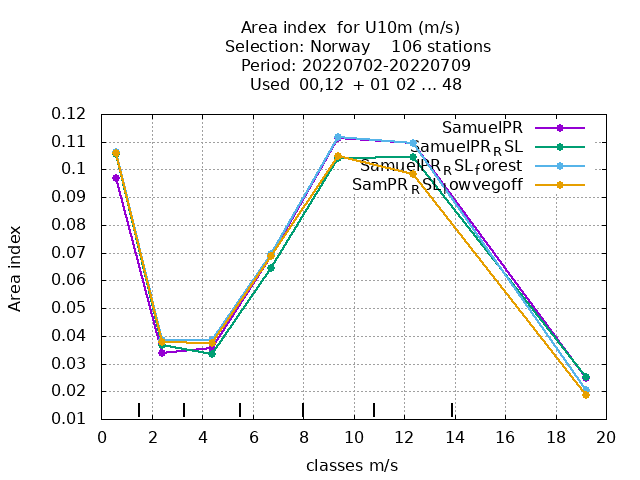 Area index  for U10m (m/s)
Selection: Norway    106 stations
Period: 20220702-20220709
Used  00,12  + 01 02 ... 48
0.12
0.11
0.1
0.09
0.08
0.07
0.06
0.05
0.04
0.03
0.02
0.01
Area index
SamuelPR
SamuelPR_RSL
SamuelPR_RSL_forest
SamPR_RSL_lowvegoff
0 2 4 6 8 10 12 14 16 18 20
classes m/s